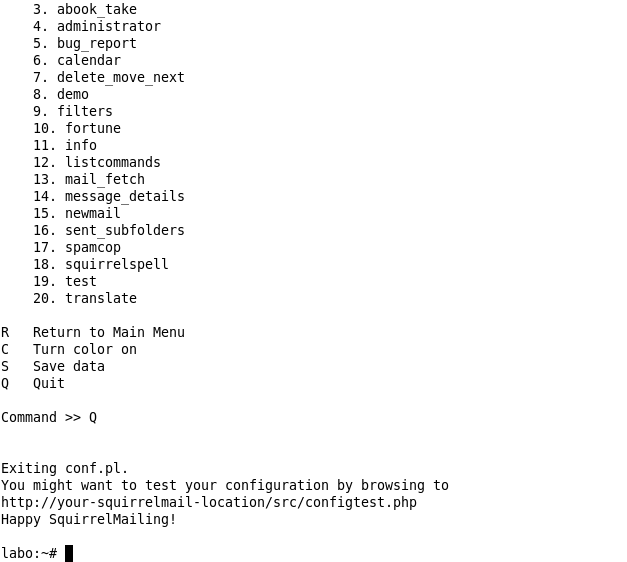 3. abook_take
4. administrator
5. bug_report
6. calendar
7. delete_move_next
8. demo
9. filters
10. fortune
11. info
12. listcommands
13. mail_fetch
14. message_details
15. newmail
16. sent_subfolders
17. spamcop
18. squirrelspell
19. test
20. translate
R   Return to Main Menu
C   Turn color on
S   Save data
Q   Quit
Command >> Q
Exiting conf.pl.
You might want to test your configuration by browsing to
http://your-squirrelmail-location/src/configtest.php
Happy SquirrelMailing!
labo:~#